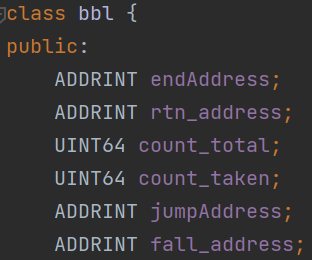 class bbl {
public:
ADDRINT endAddress;
ADDRINT rtn_address;
UINT64 count_total;
UINT64 count_taken;
ADDRINT jumpAddress;
ADDRINT fall_address;